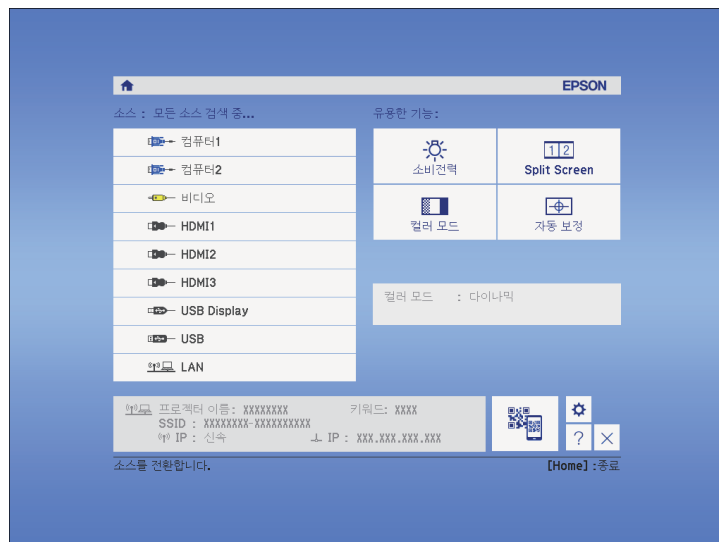 EPSON
소스 : 모든 소스 검색 중...
컴퓨터1
컴퓨터2
비디오
HDMI1
HDMI2
HDMI3
USB Display
USB
LAN
유용한 기능:
소비전력
1 2
Split Screen
컬러 모드
자동 보정
컬러 모드 : 다이나믹
프로젝터 이름: XXXXXXXX 키워드: XXXX
SSID : XXXXXXXX-XXXXXXXXXX
IP : 신속 IP : XXX.XXX.XXX.XXX
?
소스를 전환합니다. [Home] :종료